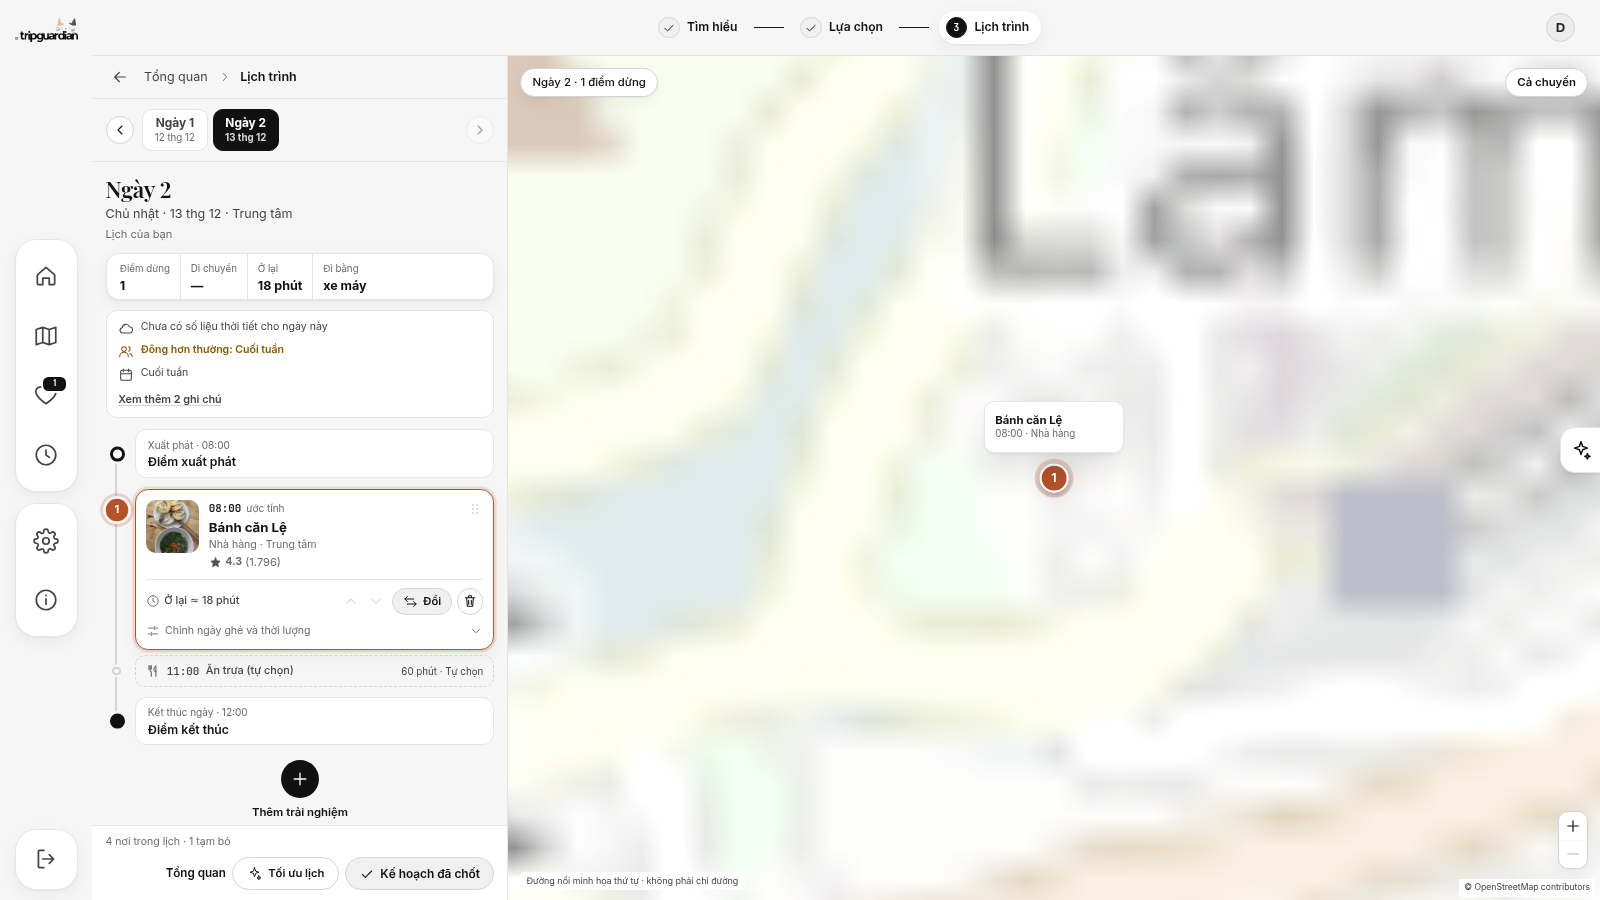 tripguardian
Tìm hiểu
Lựa chọn
3 Lịch trình
D
Tổng quan
Lịch trình
Ngày 1
12 thg 12
Ngày 2
13 thg 12
Ngày 2
Chủ nhật · 13 thg 12 · Trung tâm
Lịch của bạn
Điểm dừng
1
Di chuyển
—
Ở lại
18 phút
Đi bằng
xe máy
Chưa có số liệu thời tiết cho ngày này
Đông hơn thường: Cuối tuần
Cuối tuần
Xem thêm 2 ghi chú
1
Xuất phát · 08:00
Điểm xuất phát
1
08:00 ước tính
Bánh căn Lệ
Nhà hàng · Trung tâm
★ 4.3 (1.796)
Ở lại ≈ 18 phút
Đổi
Chỉnh ngày ghé và thời lượng
11:00 Ăn trưa (tự chọn)
60 phút · Tự chọn
Kết thúc ngày · 12:00
Điểm kết thúc
Thêm trải nghiệm
4 nơi trong lịch · 1 tạm bỏ
Tổng quan
Tối ưu lịch
Kế hoạch đã chốt
Ngày 2 · 1 điểm dừng
Cả chuyến
Lâm
Bánh căn Lệ
08:00 · Nhà hàng
1
Đường nối minh họa thứ tự · không phải chỉ đường
© OpenStreetMap contributors